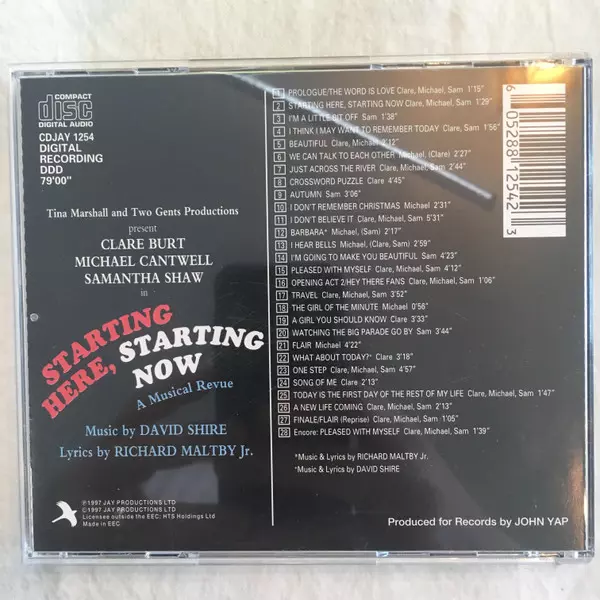 COMPACT
disc
DIGITAL AUDIO
CDJAY 1254
DIGITAL
RECORDING
DDD
79'00"
Tina Marshall and Two Gents Productions
present
CLARE BURT
MICHAEL CANTWELL
SAMANTHA SHAW
in
STARTING
HERE, STARTING
NOW
A Musical Revue
Music by DAVID SHIRE
Lyrics by RICHARD MALTBY Jr.
℗1997 JAY PRODUCTIONS LTD
©1997 JAY PRODUCTIONS LTD
Licensee outside the EEC: HTS Holdings Ltd
Made in EEC
1 PROLOGUE/THE WORD IS LOVE Clare, Michael, Sam 1'15"
2 STARTING HERE, STARTING NOW Clare, Michael, Sam 1'29"
3 I'M A LITTLE BIT OFF Sam 1'38"
4 I THINK I MAY WANT TO REMEMBER TODAY Clare, Sam 1'56"
5 BEAUTIFUL Clare, Michael, Sam 2'12"
6 WE CAN TALK TO EACH OTHER Michael, (Clare) 2'27"
7 JUST ACROSS THE RIVER Clare, Michael, Sam 2'44"
8 CROSSWORD PUZZLE Clare 4'45"
9 AUTUMN Sam 3'06"
10 I DON'T REMEMBER CHRISTMAS Michael 2'31"
11 I DON'T BELIEVE IT Clare, Michael, Sam 5'31"
12 BARBARA* Michael, (Sam) 2'17"
13 I HEAR BELLS Michael, (Clare, Sam) 2'59"
14 I'M GOING TO MAKE YOU BEAUTIFUL Sam 4'23"
15 PLEASED WITH MYSELF Clare, Michael, Sam 4'12"
16 OPENING ACT 2/HEY THERE FANS Clare, Michael, Sam 1'06"
17 TRAVEL Clare, Michael, Sam 3'52"
18 THE GIRL OF THE MINUTE Michael 0'56"
19 A GIRL YOU SHOULD KNOW Clare 3'33"
20 WATCHING THE BIG PARADE GO BY Sam 3'44"
21 FLAIR Michael 4'22"
22 WHAT ABOUT TODAY?⁺ Clare 3'18"
23 ONE STEP Clare, Michael, Sam 4'57"
24 SONG OF ME Clare 2'13"
25 TODAY IS THE FIRST DAY OF THE REST OF MY LIFE Clare, Michael, Sam 1'47"
26 A NEW LIFE COMING Clare, Michael, Sam 2'13"
27 FINALE/FLAIR (Reprise) Clare, Michael, Sam 1'05"
28 Encore: PLEASED WITH MYSELF Clare, Michael, Sam 1'39"
*Music & Lyrics by RICHARD MALTBY Jr.
⁺Music & Lyrics by DAVID SHIRE
Produced for Records by JOHN YAP
6 05288 12542 3